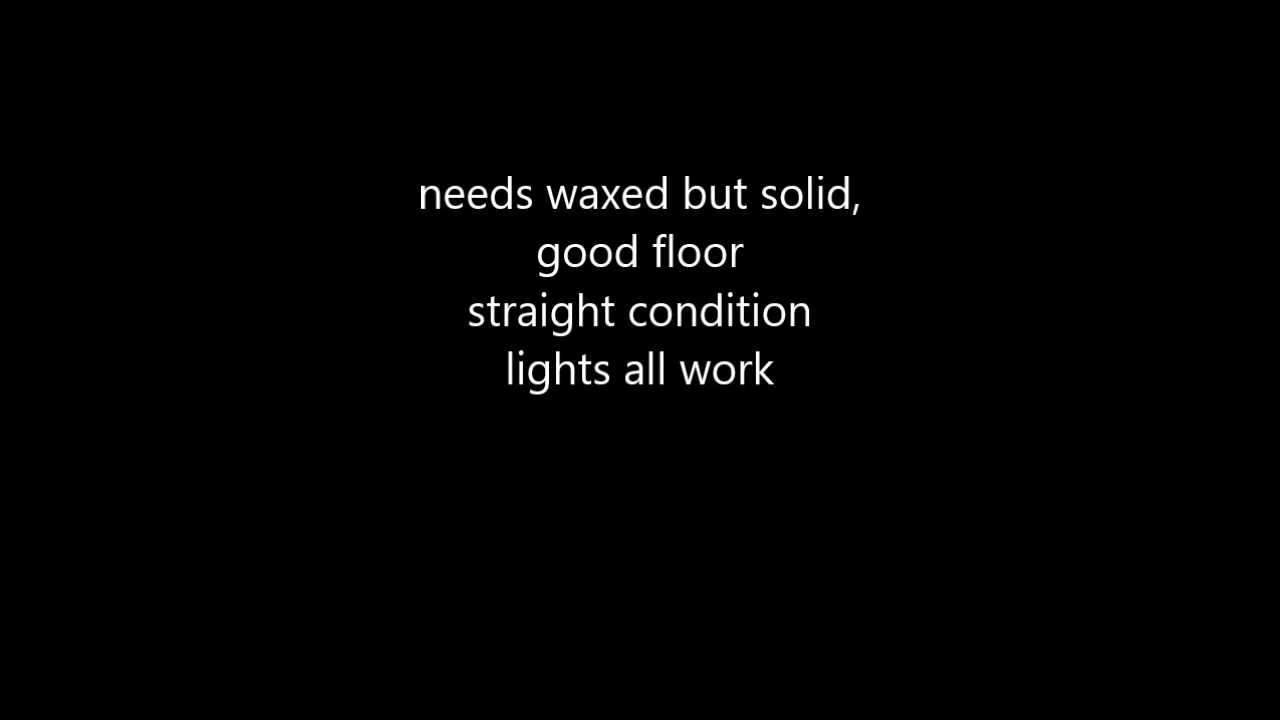 needs waxed but solid,
good floor
straight condition
lights all work